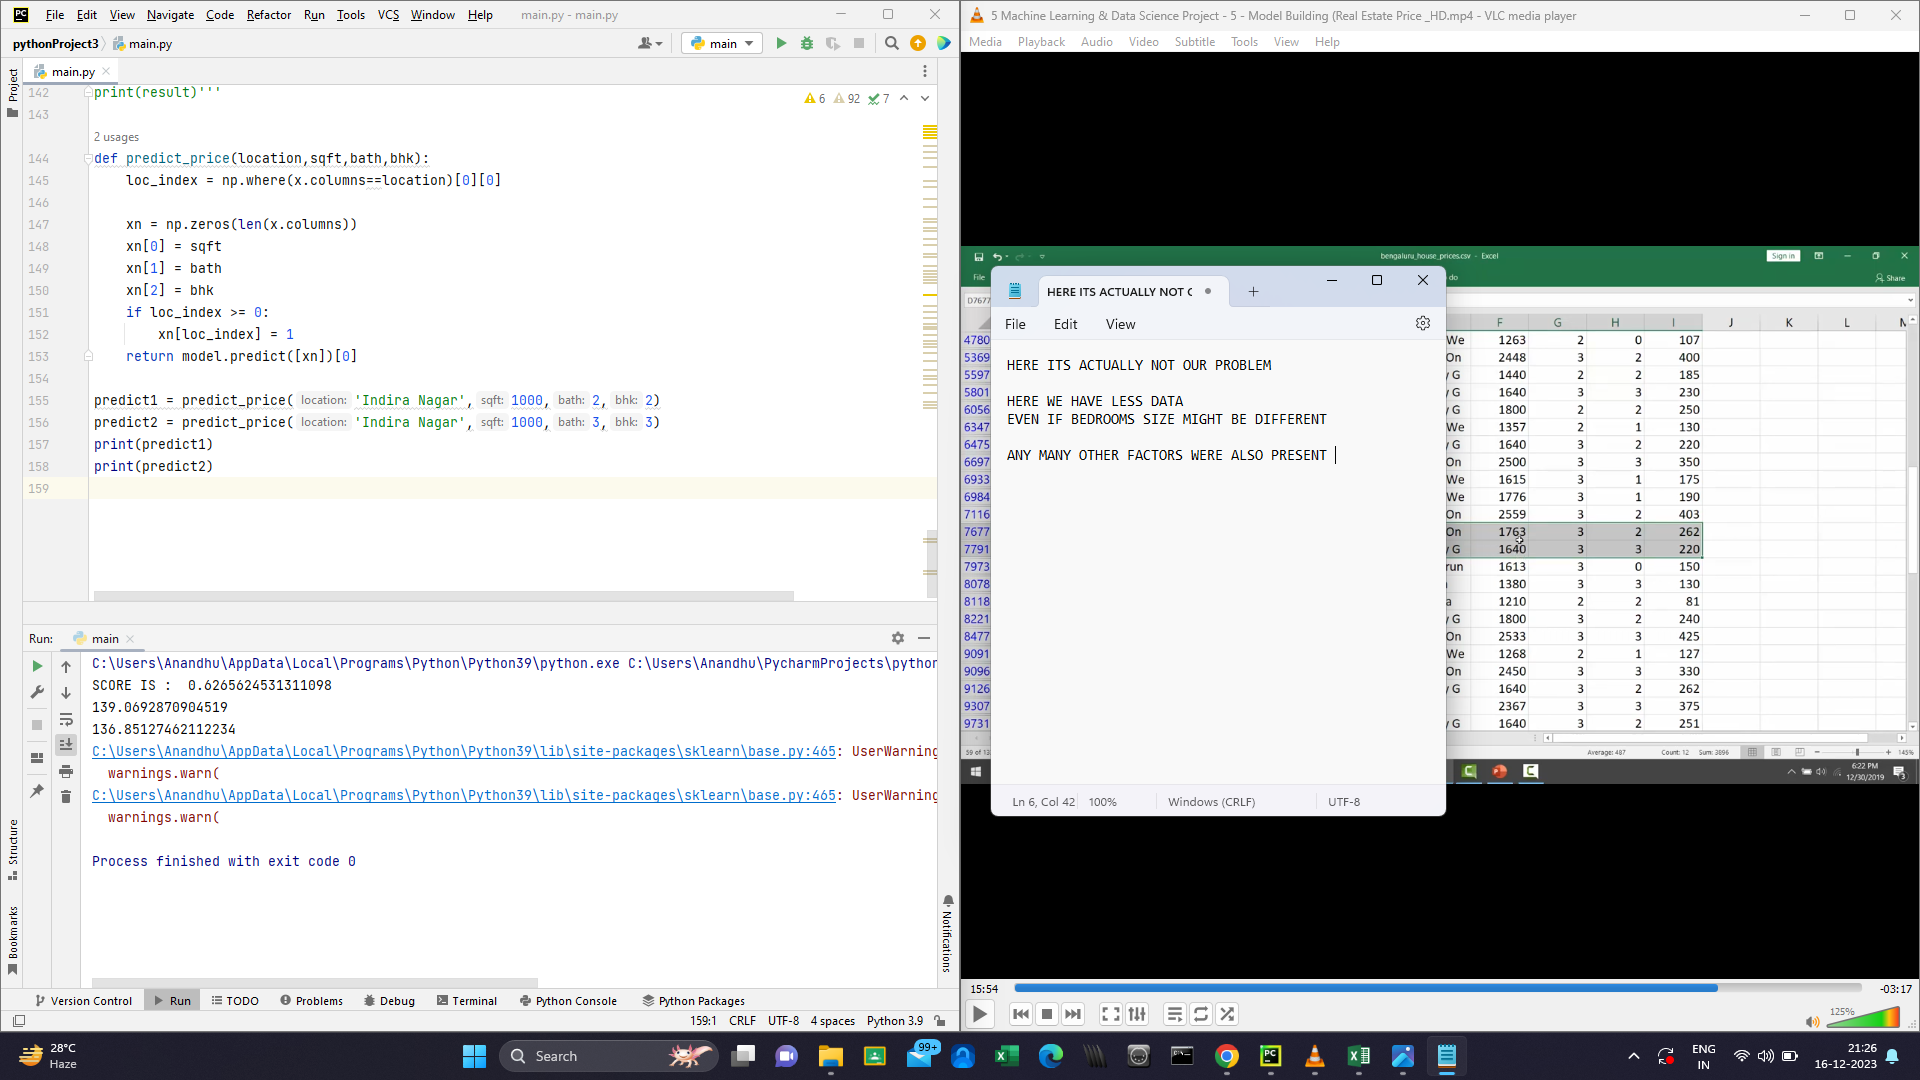 File Edit View Navigate Code Refactor Run Tools VCS Window Help main.py - main.py
pythonProject3 main.py main
main.py
Project
142 print(result)'''
6 92 7
143
2 usages
144 def predict_price(location,sqft,bath,bhk):
145 loc_index = np.where(x.columns==location)[0][0]
146
147 xn = np.zeros(len(x.columns))
148 xn[0] = sqft
149 xn[1] = bath
150 xn[2] = bhk
151 if loc_index >= 0:
152 xn[loc_index] = 1
153 return model.predict([xn])[0]
154
155 predict1 = predict_price( location: 'Indira Nagar', sqft: 1000, bath: 2, bhk: 2)
156 predict2 = predict_price( location: 'Indira Nagar', sqft: 1000, bath: 3, bhk: 3)
157 print(predict1)
158 print(predict2)
159
Run: main
C:\Users\Anandhu\AppData\Local\Programs\Python\Python39\python.exe C:\Users\Anandhu\PycharmProjects\python
SCORE IS :  0.6265624531311098
139.0692870904519
136.85127462112234
C:\Users\Anandhu\AppData\Local\Programs\Python\Python39\lib\site-packages\sklearn\base.py:465: UserWarning
warnings.warn(
C:\Users\Anandhu\AppData\Local\Programs\Python\Python39\lib\site-packages\sklearn\base.py:465: UserWarning
warnings.warn(
Process finished with exit code 0
Structure
Bookmarks
Notifications
Version Control Run TODO Problems Debug Terminal Python Console Python Packages
159:1 CRLF UTF-8 4 spaces Python 3.9
5 Machine Learning & Data Science Project - 5 - Model Building (Real Estate Price _HD.mp4 - VLC media player
Media Playback Audio Video Subtitle Tools View Help
bengaluru_house_prices.csv - Excel Sign in
File do Share
D7677
HERE ITS ACTUALLY NOT
File Edit View
HERE ITS ACTUALLY NOT OUR PROBLEM
HERE WE HAVE LESS DATA
EVEN IF BEDROOMS SIZE MIGHT BE DIFFERENT
ANY MANY OTHER FACTORS WERE ALSO PRESENT
Ln 6, Col 42 100% Windows (CRLF) UTF-8
F G H I J K L
4780 We 1263 2 0 107
5369 On 2448 3 2 400
5597 G 1440 2 2 185
5801 G 1640 3 3 230
6056 G 1800 2 2 250
6347 We 1357 2 1 130
6475 G 1640 3 2 220
6697 On 2500 3 3 350
6933 We 1615 3 1 175
6984 We 1776 3 1 190
7116 On 2559 3 2 403
7677 On 1763 3 2 262
7791 G 1640 3 3 220
7973 run 1613 0 150
8078 1380 3 3 130
8118 a 1210 2 2 81
8221 G 1800 3 2 240
8477 On 2533 3 3 425
9091 We 1268 2 1 127
9096 On 2450 3 3 330
9126 G 1640 3 2 262
9307 2367 3 3 375
9731 G 1640 3 2 251
Average: 487 Count: 12 Sum: 3896 145%
6:22 PM
12/30/2019
15:54 -03:17
125%
28°C
Haze
Search
99+
ENG
IN
21:26
16-12-2023